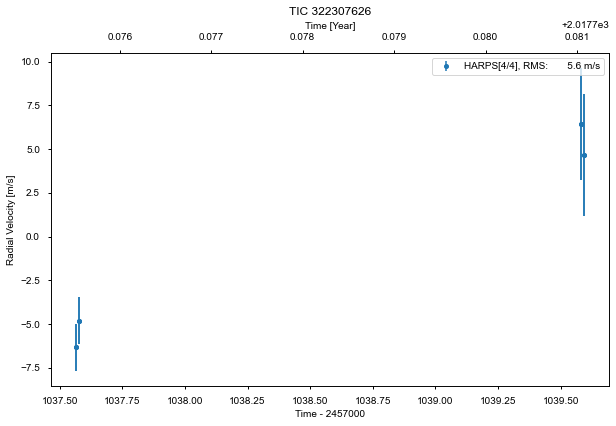 TIC 322307626
Time [Year]
+2.0177e3
0.076 0.077 0.078 0.079 0.080 0.081
HARPS[4/4], RMS: 5.6 m/s
10.0
7.5
5.0
2.5
0.0
−2.5
−5.0
−7.5
Radial Velocity [m/s]
1037.50 1037.75 1038.00 1038.25 1038.50 1038.75 1039.00 1039.25 1039.50
Time - 2457000